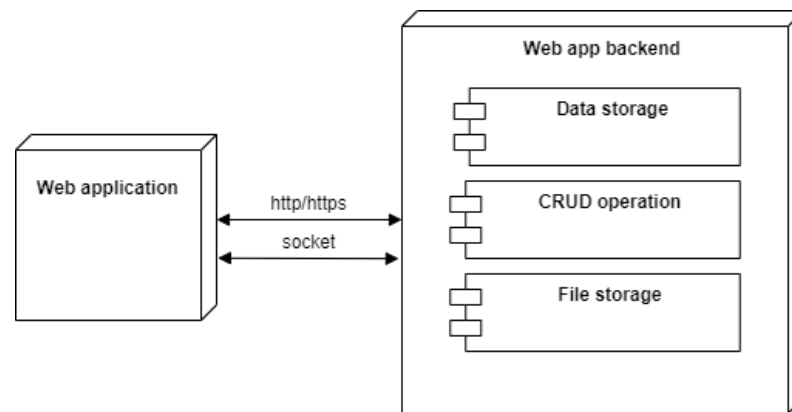 Web app backend
Data storage
Web application
CRUD operation
http/https
socket
File storage